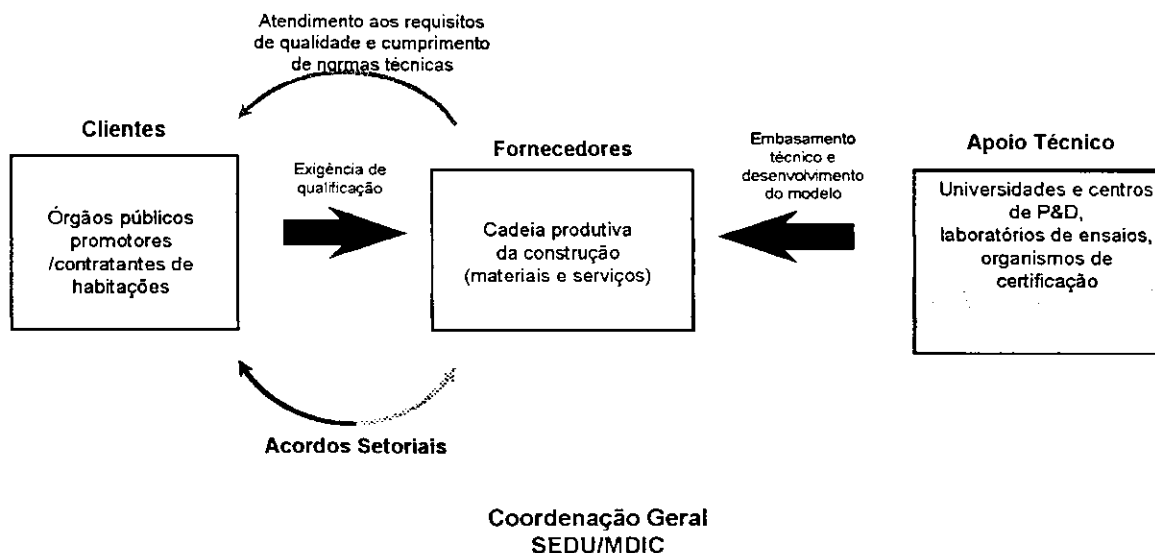 Atendimento aos requisitos
de qualidade e cumprimento
de normas técnicas
Clientes
Órgãos públicos
promotores
/contratantes de
habitações
Exigência de
qualificação
Fornecedores
Cadeia produtiva
da construção
(materiais e serviços)
Embasamento
técnico e
desenvolvimento
do modelo
Apoio Técnico
Universidades e centros
de P&D,
laboratórios de ensaios,
organismos de
certificação
Acordos Setoriais
Coordenação Geral
SEDU/MDIC